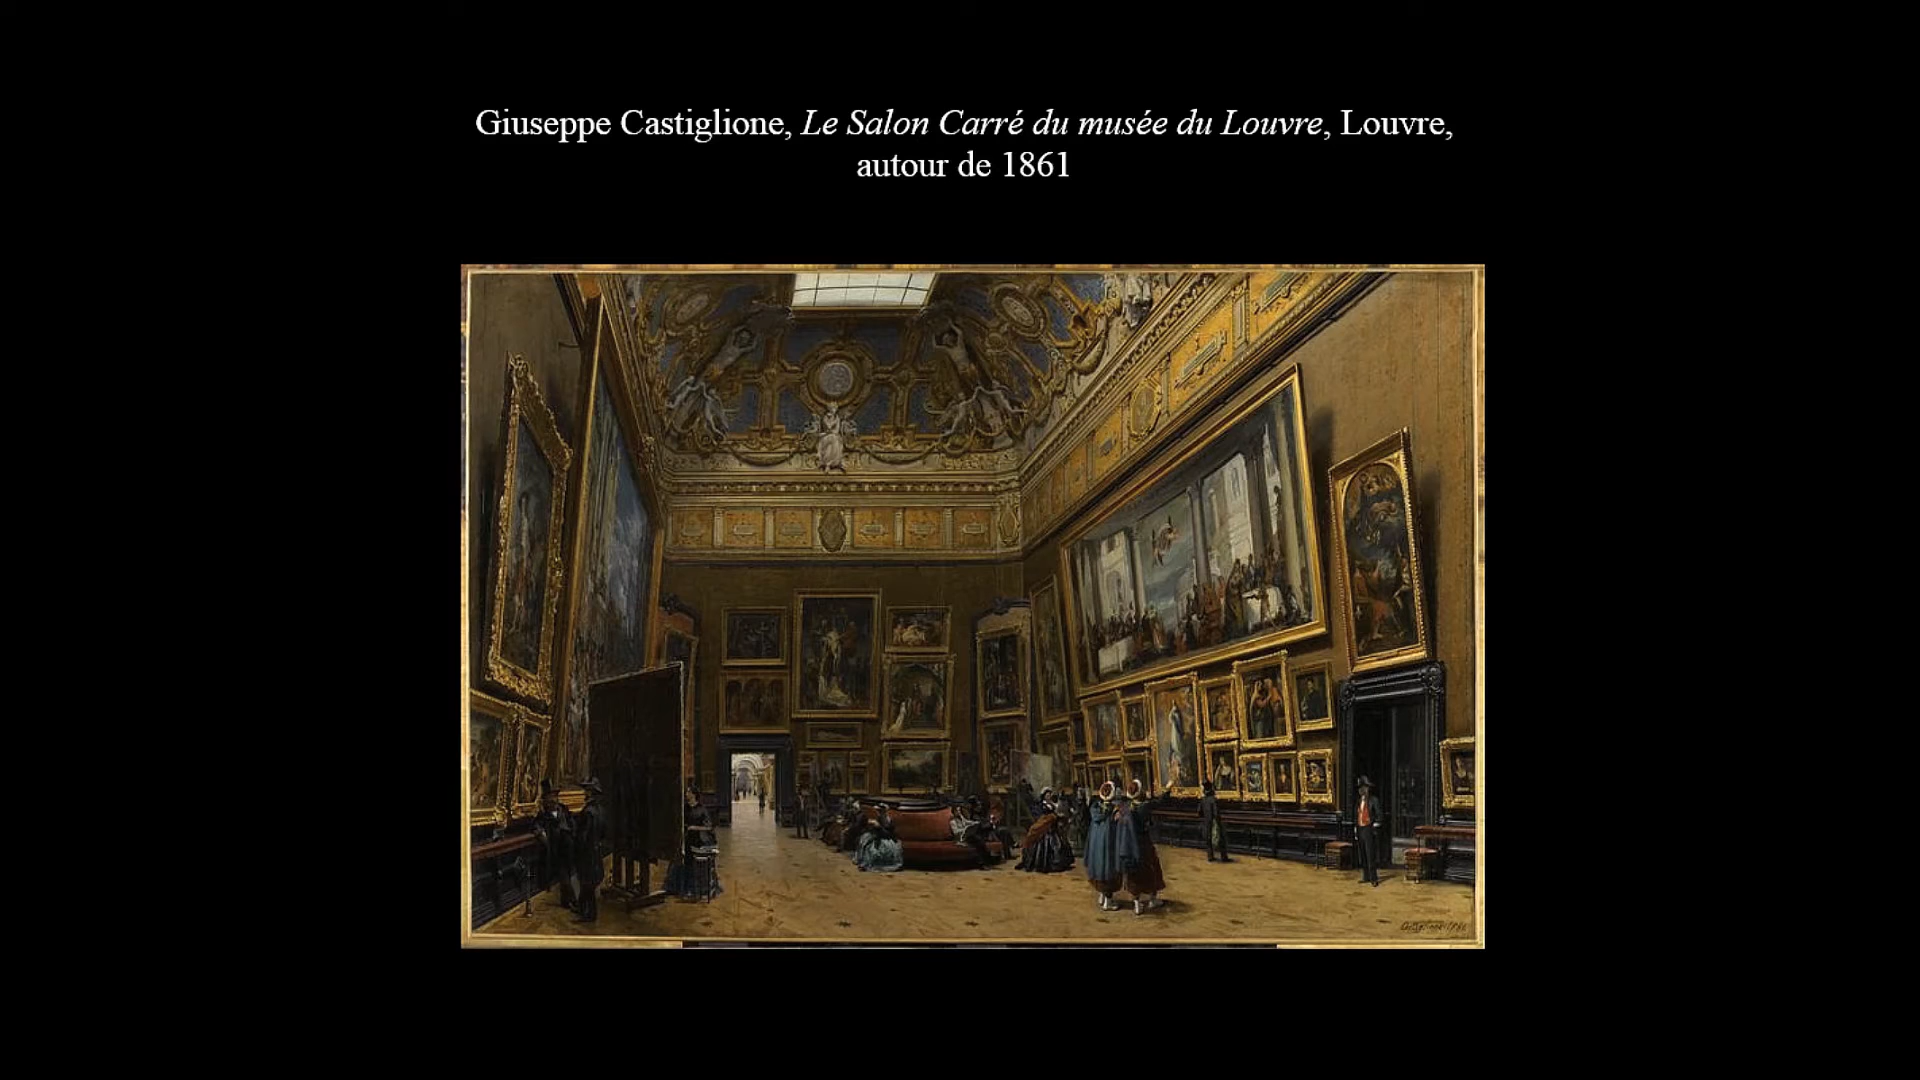 Giuseppe Castiglione, Le Salon Carré du musée du Louvre, Louvre,
autour de 1861